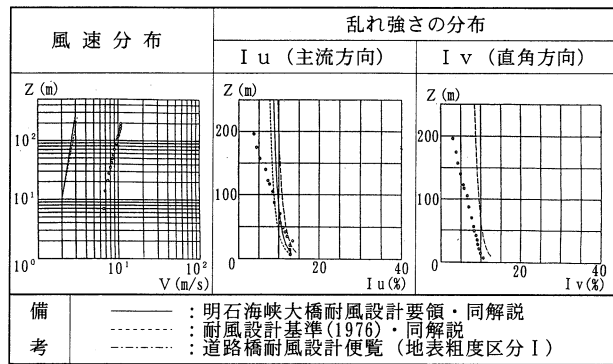 風速分布
乱れ強さの分布
Iu(主流方向)
Iv(直角方向)
Z(m)
10²
10¹
10⁰
10¹
10²
V(m/s)
Z(m)
200
100
0
20
40
Iu(%)
Z(m)
200
100
0
20
40
Iv(%)
備考
――― : 明石海峡大橋耐風設計要領・同解説
------- : 耐風設計基準(1976)・同解説
-・-・-・- : 道路橋耐風設計便覧(地表粗度区分Ⅰ)